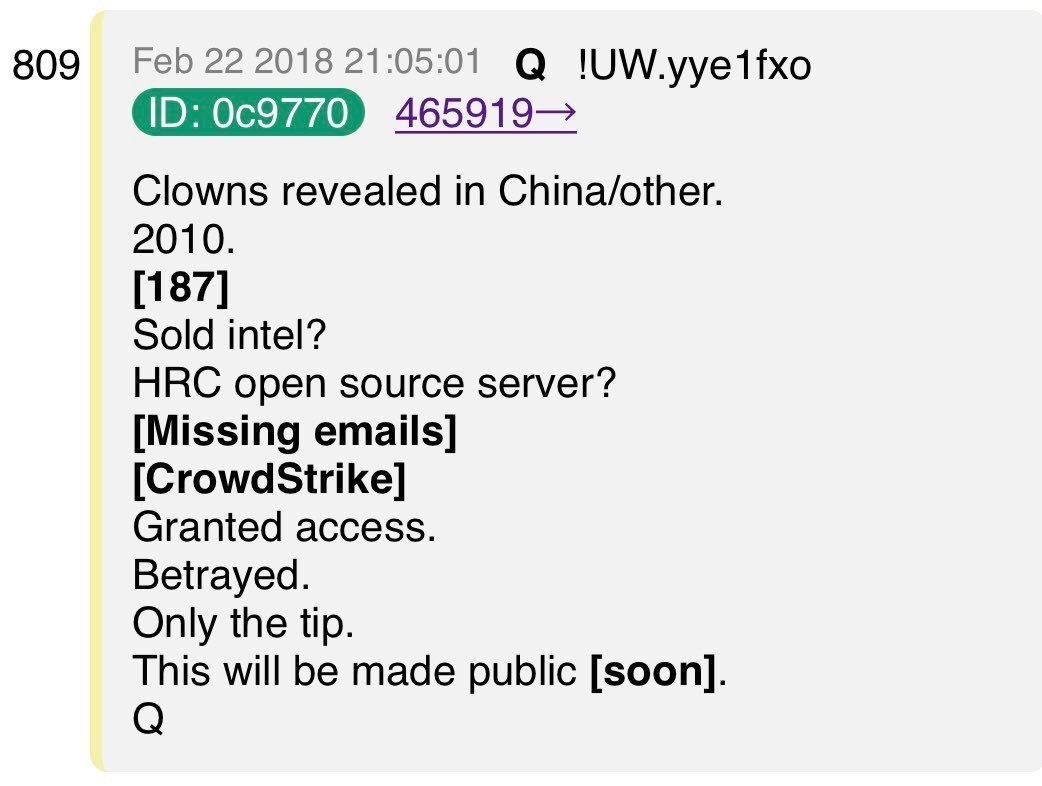 809 Feb 22 2018 21:05:01 Q !UW.yye1fxo
ID: 0c9770 465919→
Clowns revealed in China/other.
2010.
[187]
Sold intel?
HRC open source server?
[Missing emails]
[CrowdStrike]
Granted access.
Betrayed.
Only the tip.
This will be made public [soon].
Q